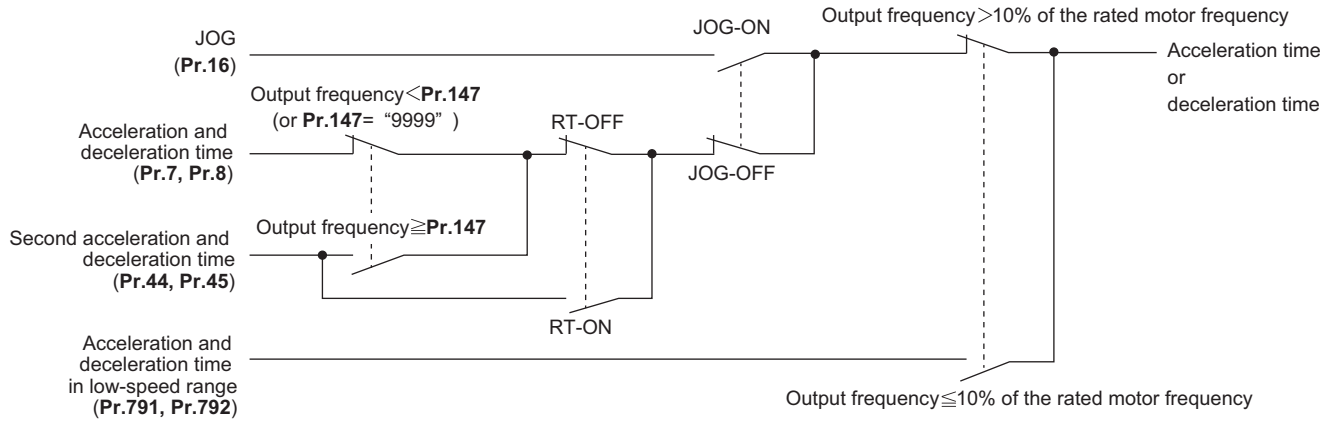 Output frequency＞10% of the rated motor frequency
JOG-ON
JOG
(Pr.16)
Acceleration time
or
deceleration time
Output frequency＜Pr.147
(or Pr.147= “9999” )
RT-OFF
Acceleration and
deceleration time
(Pr.7, Pr.8)
JOG-OFF
Output frequency≧Pr.147
Second acceleration and
deceleration time
(Pr.44, Pr.45)
RT-ON
Acceleration and
deceleration time
in low-speed range
(Pr.791, Pr.792)
Output frequency≦10% of the rated motor frequency